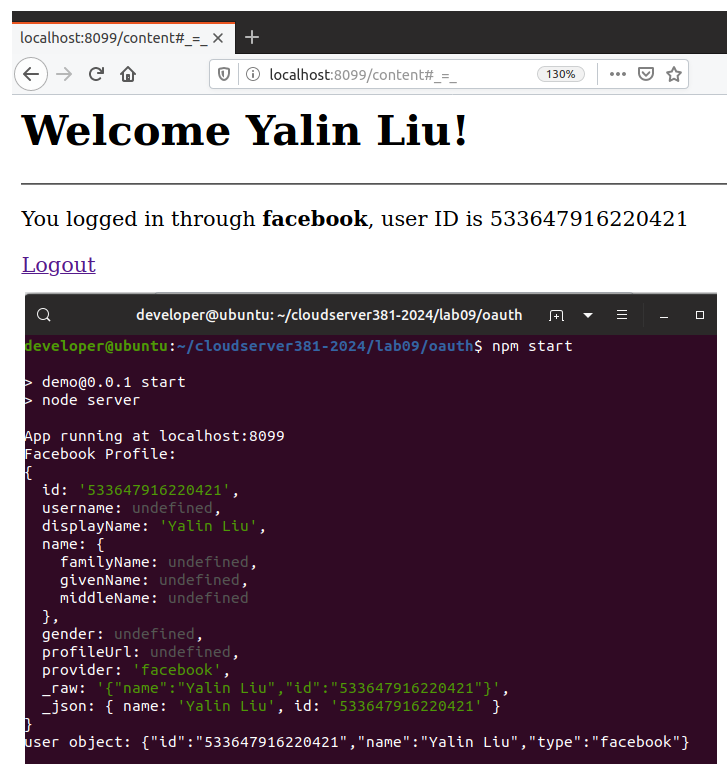 localhost:8099/content#_=_
localhost:8099/content#_=_ 130%
Welcome Yalin Liu!
You logged in through facebook, user ID is 533647916220421
Logout
developer@ubuntu: ~/cloudserver381-2024/lab09/oauth
developer@ubuntu:~/cloudserver381-2024/lab09/oauth$ npm start
> demo@0.0.1 start
> node server
App running at localhost:8099
Facebook Profile:
{
  id: '533647916220421',
  username: undefined,
  displayName: 'Yalin Liu',
  name: {
    familyName: undefined,
    givenName: undefined,
    middleName: undefined
  },
  gender: undefined,
  profileUrl: undefined,
  provider: 'facebook',
  _raw: '{"name":"Yalin Liu","id":"533647916220421"}',
  _json: { name: 'Yalin Liu', id: '533647916220421' }
}
user object: {"id":"533647916220421","name":"Yalin Liu","type":"facebook"}